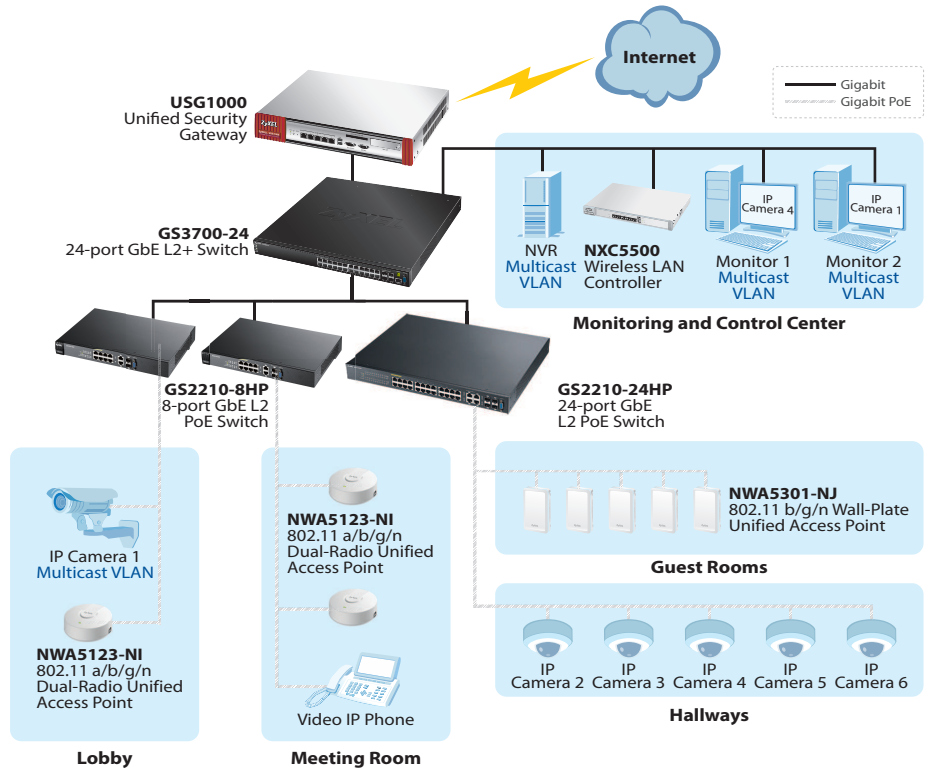 Internet
Gigabit
Gigabit PoE
USG1000
Unified Security
Gateway
ZyXEL
GS3700-24
24-port GbE L2+ Switch
NVR
Multicast
VLAN
NXC5500
Wireless LAN
Controller
IP
Camera 4
Monitor 1
Multicast
VLAN
IP
Camera 1
Monitor 2
Multicast
VLAN
Monitoring and Control Center
GS2210-8HP
8-port GbE L2
PoE Switch
GS2210-24HP
24-port GbE
L2 PoE Switch
IP Camera 1
Multicast VLAN
NWA5123-NI
802.11 a/b/g/n
Dual-Radio Unified
Access Point
Lobby
NWA5123-NI
802.11 a/b/g/n
Dual-Radio Unified
Access Point
Video IP Phone
Meeting Room
NWA5301-NJ
802.11 b/g/n Wall-Plate
Unified Access Point
Guest Rooms
IP
Camera 2
IP
Camera 3
IP
Camera 4
IP
Camera 5
IP
Camera 6
Hallways